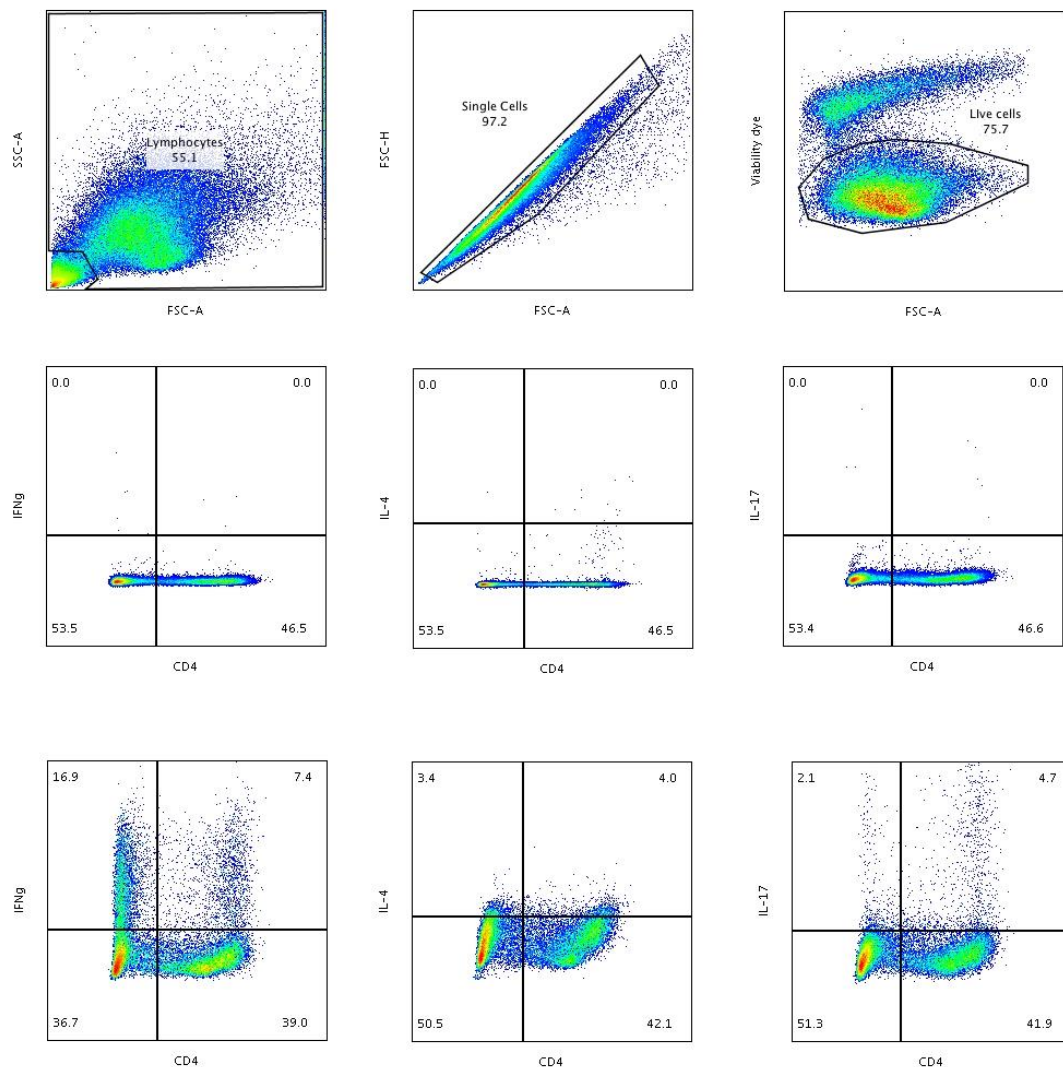 SSC-A
Lymphocytes
55.1
FSC-A
FSC-H
Single Cells
97.2
FSC-A
Viability dye
LIve cells
75.7
FSC-A
IFNg
0.0
0.0
53.5
46.5
CD4
IL-4
0.0
0.0
53.5
46.5
CD4
IL-17
0.0
0.0
53.4
46.6
CD4
IFNg
16.9
7.4
36.7
39.0
CD4
IL-4
3.4
4.0
50.5
42.1
CD4
IL-17
2.1
4.7
51.3
41.9
CD4